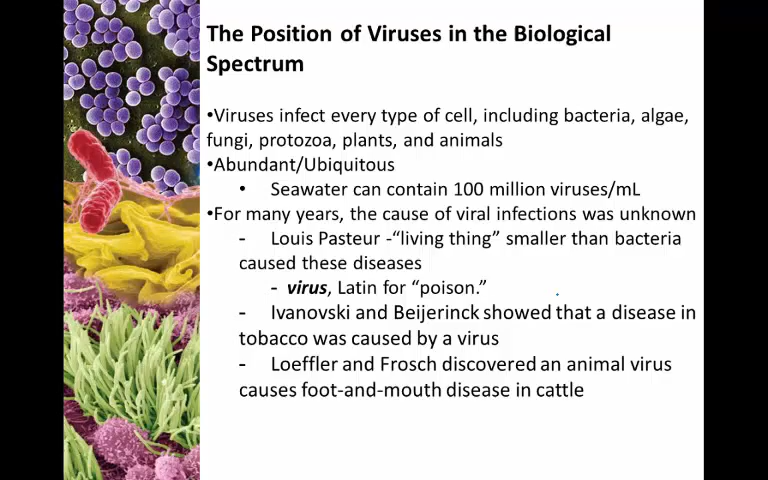 The Position of Viruses in the Biological
Spectrum
•Viruses infect every type of cell, including bacteria, algae,
fungi, protozoa, plants, and animals
•Abundant/Ubiquitous
• Seawater can contain 100 million viruses/mL
•For many years, the cause of viral infections was unknown
- Louis Pasteur -“living thing” smaller than bacteria
caused these diseases
- virus, Latin for “poison.”
- Ivanovski and Beijerinck showed that a disease in
tobacco was caused by a virus
- Loeffler and Frosch discovered an animal virus
causes foot-and-mouth disease in cattle